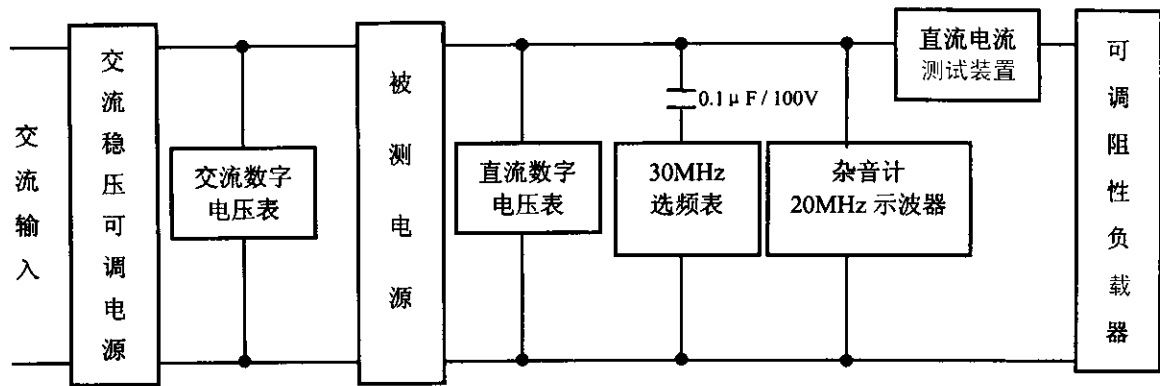 交流输入
交流稳压可调电源
交流数字
电压表
被测电源
直流数字
电压表
0.1μF/100V
30MHz
选频表
杂音计
20MHz 示波器
直流电流
测试装置
可调阻性负载器